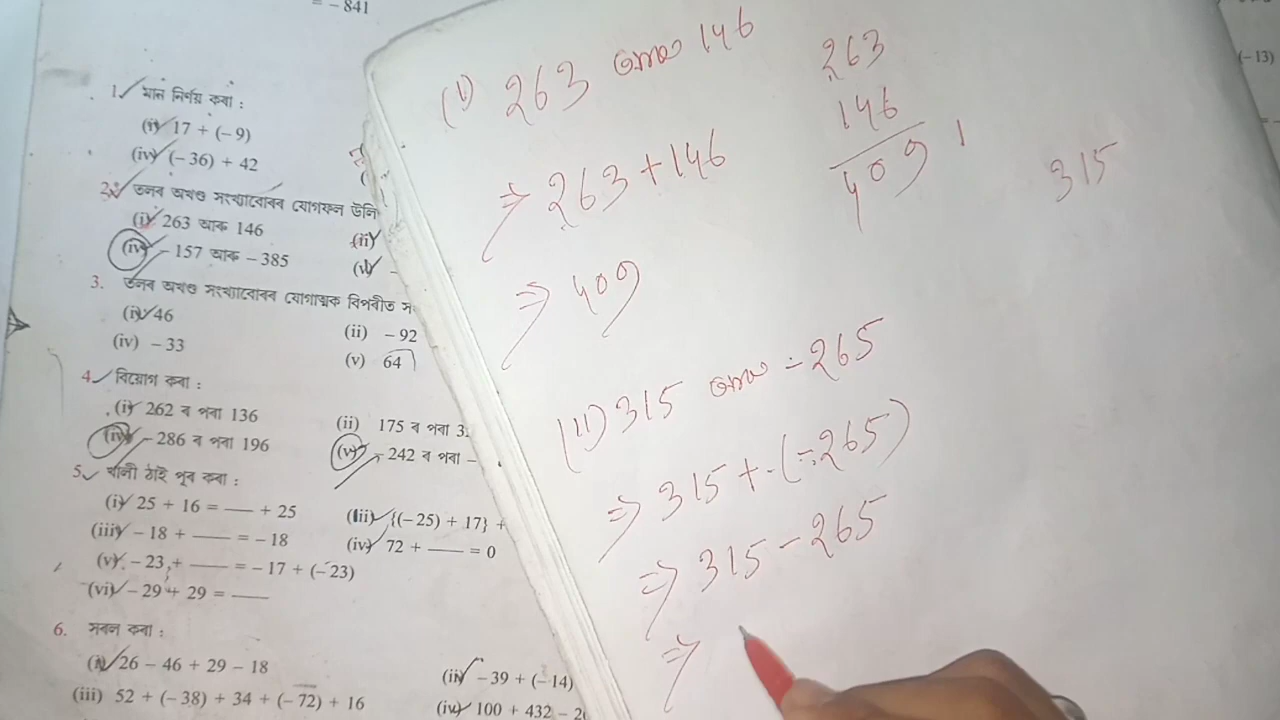 = - 841
1. মান নিৰ্ণয় কৰা :
(i) 17 + (-9)
(iv) (-36) + 42
2. তলৰ অখণ্ড সংখ্যাবোৰৰ যোগফল উলি
(i) 263 আৰু 146
(ii)
(iv) - 157 আৰু - 385
(v) -
3. তলৰ অখণ্ড সংখ্যাবোৰৰ যোগাত্মক বিপৰীত সং
(i) 46
(ii) - 92
(iv) - 33
(v) 64
4. বিয়োগ কৰা :
(i) 262 ৰ পৰা 136
(ii) 175 ৰ পৰা 3
(iv) - 286 ৰ পৰা 196
(v) - 242 ৰ পৰা -
5. খালী ঠাই পূৰ কৰা :
(i) 25 + 16 = ___ + 25
(ii) {(-25) + 17} +
(iii) - 18 + ___ = - 18
(iv) 72 + ___ = 0
(v) - 23 + ___ = - 17 + (-23)
(vi) - 29 + 29 = ___
6. সৰল কৰা :
(i) 26 - 46 + 29 - 18
(ii) - 39 + (-14)
(iii) 52 + (-38) + 34 + (-72) + 16
(iv) 100 + 432 - 2
(i) 263 আৰু 146
⇒ 263 + 146
⇒ 409
263
146
409
315
(ii) 315 আৰু - 265
⇒ 315 + (-265)
⇒ 315 - 265
⇒
(-13)